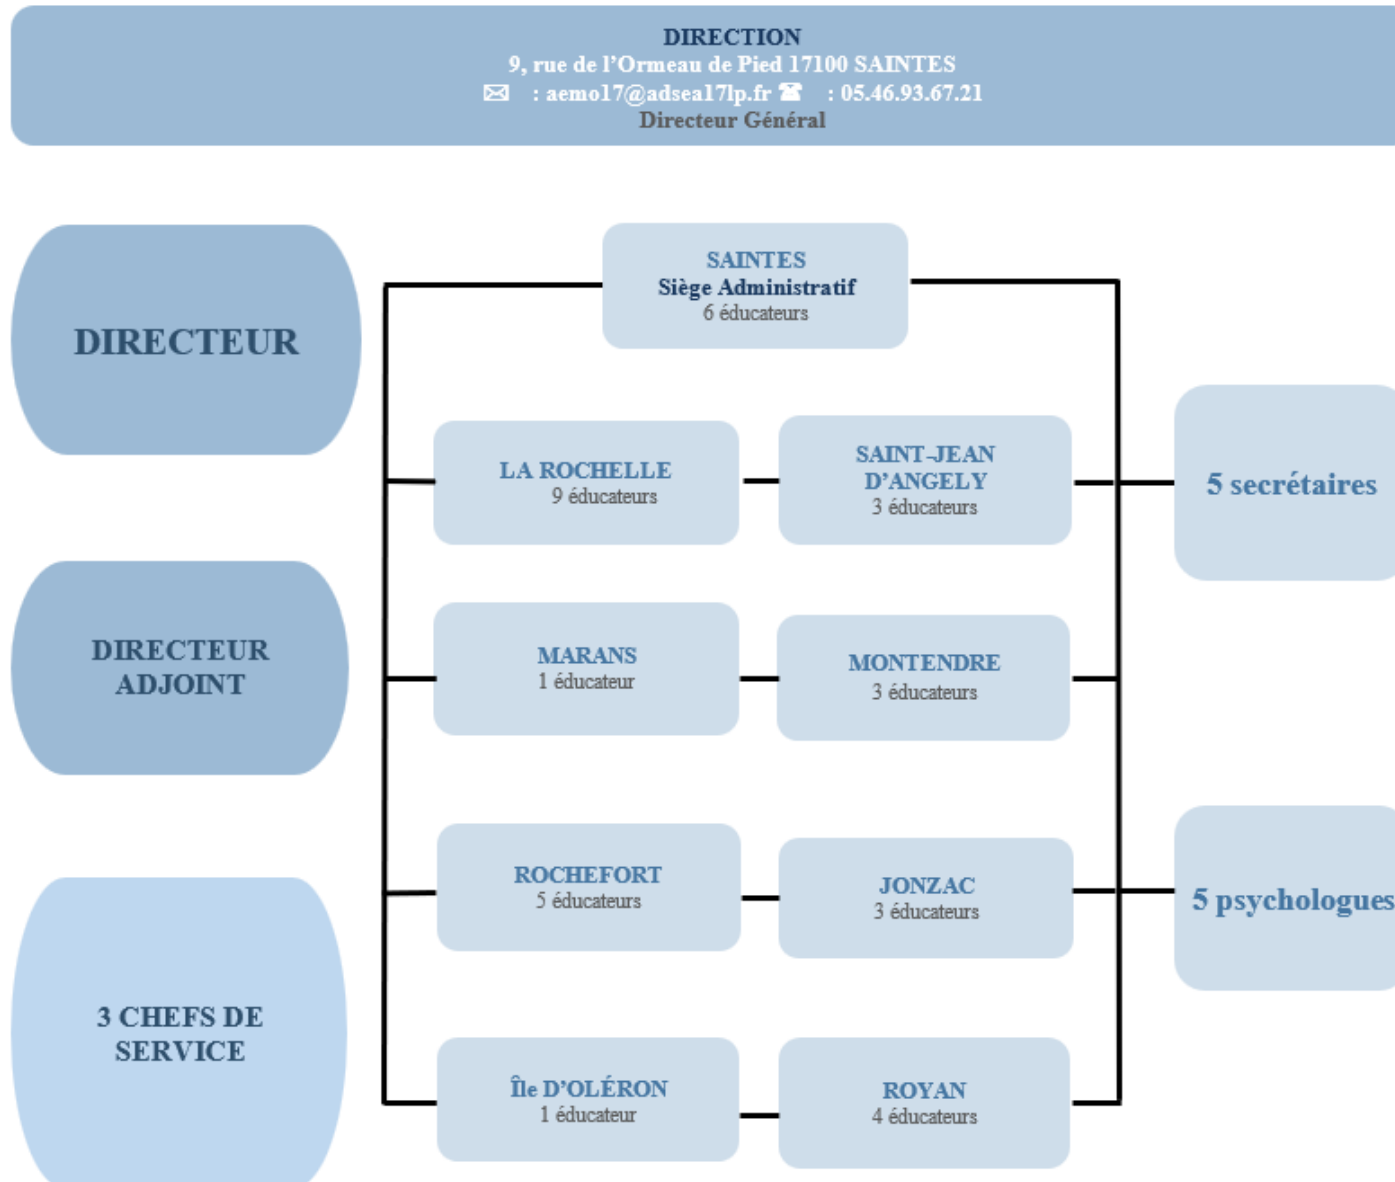 DIRECTION
9, rue de l’Ormeau de Pied 17100 SAINTES
✉ : aemo17@adsea17lp.fr ☎ : 05.46.93.67.21
Directeur Général
SAINTES
Siège Administratif
6 éducateurs
DIRECTEUR
LA ROCHELLE
9 éducateurs
SAINT-JEAN
D’ANGELY
3 éducateurs
5 secrétaires
DIRECTEUR
ADJOINT
MARANS
1 éducateur
MONTENDRE
3 éducateurs
ROCHEFORT
5 éducateurs
JONZAC
3 éducateurs
5 psychologues
3 CHEFS DE
SERVICE
Île D’OLÉRON
1 éducateur
ROYAN
4 éducateurs